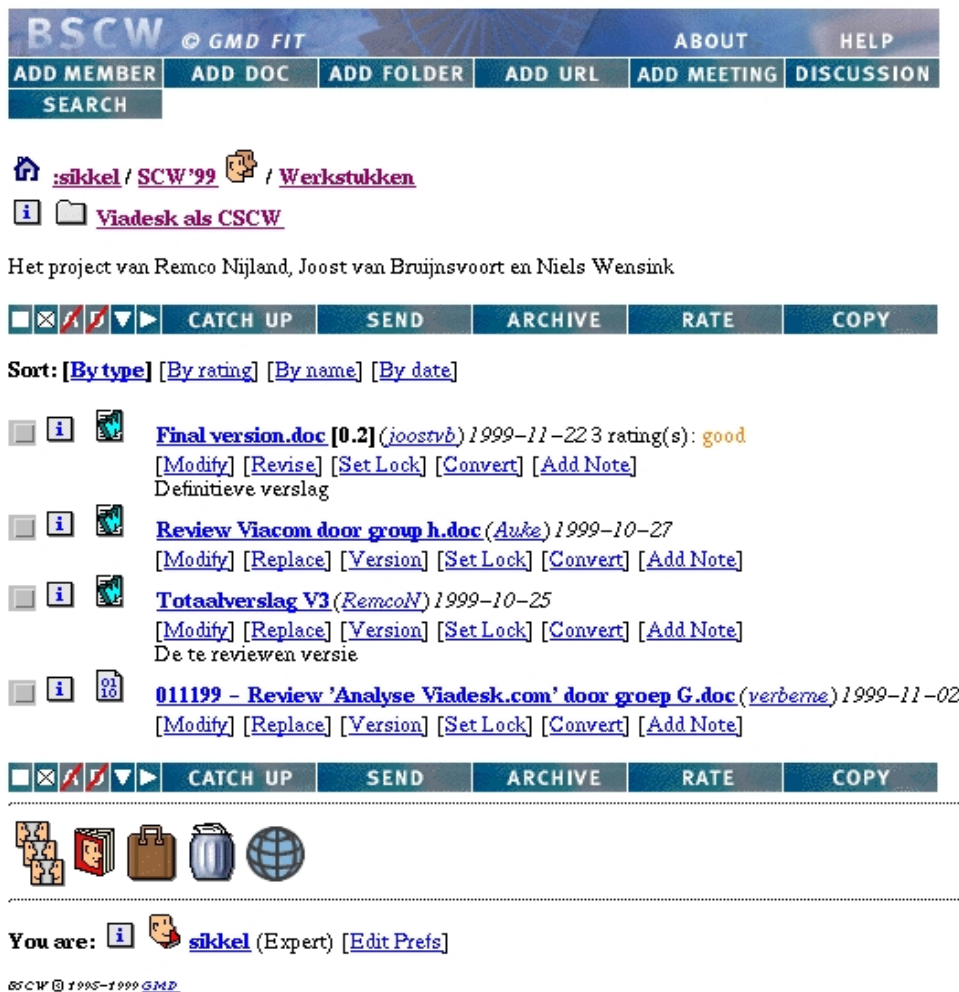 BSCW © GMD FIT ABOUT HELP
ADD MEMBER ADD DOC ADD FOLDER ADD URL ADD MEETING DISCUSSION
SEARCH
:sikkel / SCW'99 / Werkstukken
i Viadesk als CSCW
Het project van Remco Nijland, Joost van Bruijnsvoort en Niels Wensink
CATCH UP SEND ARCHIVE RATE COPY
Sort: [By type] [By rating] [By name] [By date]
i Final version.doc [0.2] (joostvb) 1999-11-22 3 rating(s): good
[Modify] [Revise] [Set Lock] [Convert] [Add Note]
Definitieve verslag
i Review Viacom door group h.doc (Auke) 1999-10-27
[Modify] [Replace] [Version] [Set Lock] [Convert] [Add Note]
i Totaalverslag V3 (RemcoN) 1999-10-25
[Modify] [Replace] [Version] [Set Lock] [Convert] [Add Note]
De te reviewen versie
i 011199 - Review 'Analyse Viadesk.com' door groep G.doc (verberne) 1999-11-02
[Modify] [Replace] [Version] [Set Lock] [Convert] [Add Note]
CATCH UP SEND ARCHIVE RATE COPY
You are: i sikkel (Expert) [Edit Prefs]
BSCW © 1995-1999 GMD